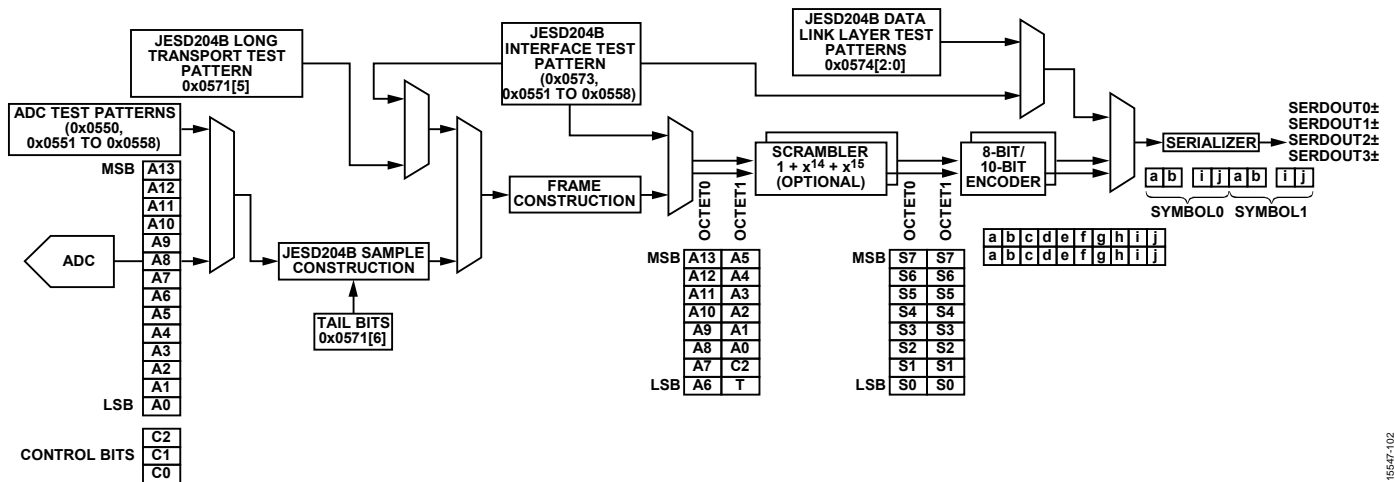 JESD204B LONG
TRANSPORT TEST
PATTERN
0x0571[5]
JESD204B
INTERFACE TEST
PATTERN
(0x0573,
0x0551 TO 0x0558)
JESD204B DATA
LINK LAYER TEST
PATTERNS
0x0574[2:0]
ADC TEST PATTERNS
(0x0550,
0x0551 TO 0x0558)
MSB A13
A12
A11
A10
A9
A8
A7
A6
A5
A4
A3
A2
A1
LSB A0
C2
CONTROL BITS C1
C0
ADC
JESD204B SAMPLE
CONSTRUCTION
TAIL BITS
0x0571[6]
FRAME
CONSTRUCTION
OCTET0
OCTET1
MSB A13 A5
A12 A4
A11 A3
A10 A2
A9 A1
A8 A0
A7 C2
LSB A6 T
SCRAMBLER
1 + x¹⁴ + x¹⁵
(OPTIONAL)
OCTET0
OCTET1
MSB S7 S7
S6 S6
S5 S5
S4 S4
S3 S3
S2 S2
S1 S1
LSB S0 S0
8-BIT/
10-BIT
ENCODER
a b c d e f g h i j
a b c d e f g h i j
SERIALIZER
SERDOUT0±
SERDOUT1±
SERDOUT2±
SERDOUT3±
a b i j a b i j
SYMBOL0 SYMBOL1
15547-102